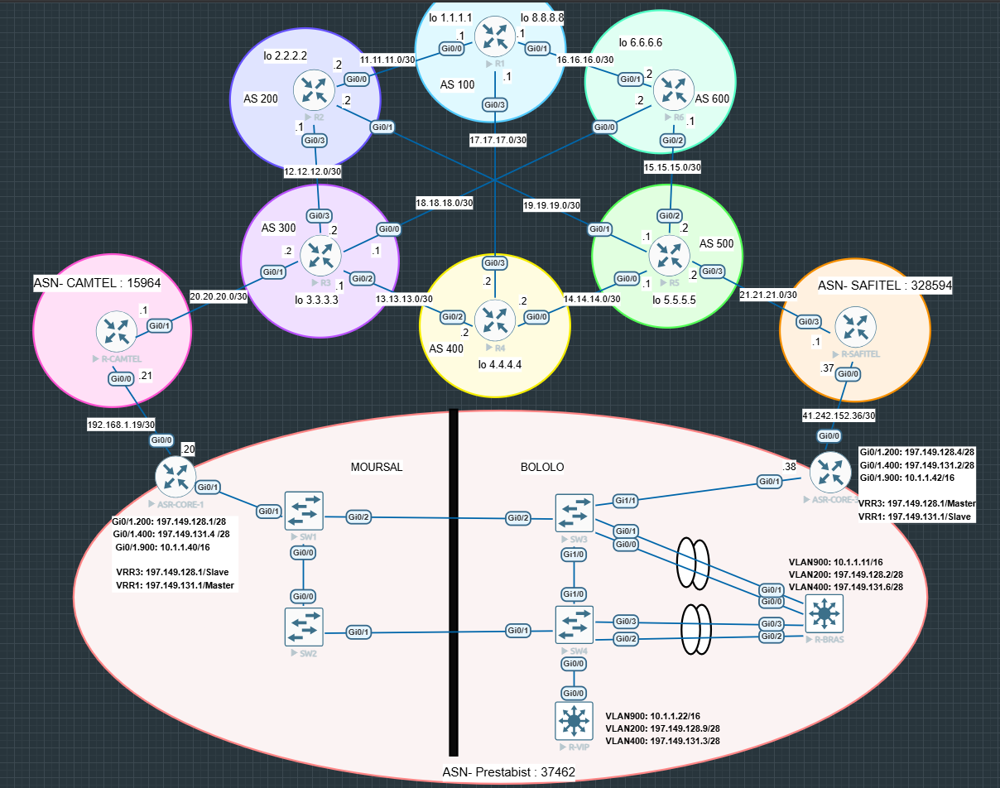 lo 1.1.1.1
lo 8.8.8.8
.1
.1
Gi0/0
Gi0/1
R1
.1
AS 100
Gi0/3
11.11.11.0/30
16.16.16.0/30
17.17.17.0/30
lo 2.2.2.2
.2
Gi0/0
AS 200
.2
R2
.1
Gi0/1
Gi0/3
12.12.12.0/30
lo 6.6.6.6
Gi0/1
.2
.2
AS 600
R6
.1
Gi0/0
Gi0/2
15.15.15.0/30
18.18.18.0/30
19.19.19.0/30
Gi0/3
AS 300
.2
Gi0/0
.2
.1
Gi0/1
R3
.1
Gi0/2
lo 3.3.3.3
13.13.13.0/30
Gi0/2
.2
Gi0/1
.1
AS 500
Gi0/3
Gi0/0
.1
R5
.2
lo 5.5.5.5
14.14.14.0/30
Gi0/3
.2
.2
Gi0/2
Gi0/0
.2
AS 400
R4
lo 4.4.4.4
ASN- CAMTEL : 15964
20.20.20.0/30
.1
Gi0/1
R-CAMTEL
Gi0/0
.21
192.168.1.19/30
Gi0/0
.20
21.21.21.0/30
ASN- SAFITEL : 328594
Gi0/3
.1
R-SAFITEL
.37
Gi0/0
41.242.152.36/30
Gi0/0
.38
Gi0/1
Gi0/1.200: 197.149.128.4/28
Gi0/1.400: 197.149.131.2/28
Gi0/1.900: 10.1.1.42/16
VRR3: 197.149.128.1/Master
VRR1: 197.149.131.1/Slave
MOURSAL
BOLOLO
Gi0/1
ASR-CORE-1
Gi0/1.200: 197.149.128.1/28
Gi0/1.400: 197.149.131.4 /28
Gi0/1.900: 10.1.1.40/16
VRR3: 197.149.128.1/Slave
VRR1: 197.149.131.1/Master
Gi0/1
Gi0/2
SW1
Gi0/0
Gi0/0
Gi0/1
SW2
Gi0/2
Gi1/1
Gi0/1
Gi0/0
SW3
Gi1/0
Gi1/0
Gi0/1
Gi0/3
Gi0/2
SW4
Gi0/0
Gi0/0
R-VIP
VLAN900: 10.1.1.11/16
VLAN200: 197.149.128.2/28
VLAN400: 197.149.131.6/28
Gi0/1
Gi0/0
Gi0/3
Gi0/2
R-BRAS
VLAN900: 10.1.1.22/16
VLAN200: 197.149.128.9/28
VLAN400: 197.149.131.3/28
ASN- Prestabist : 37462